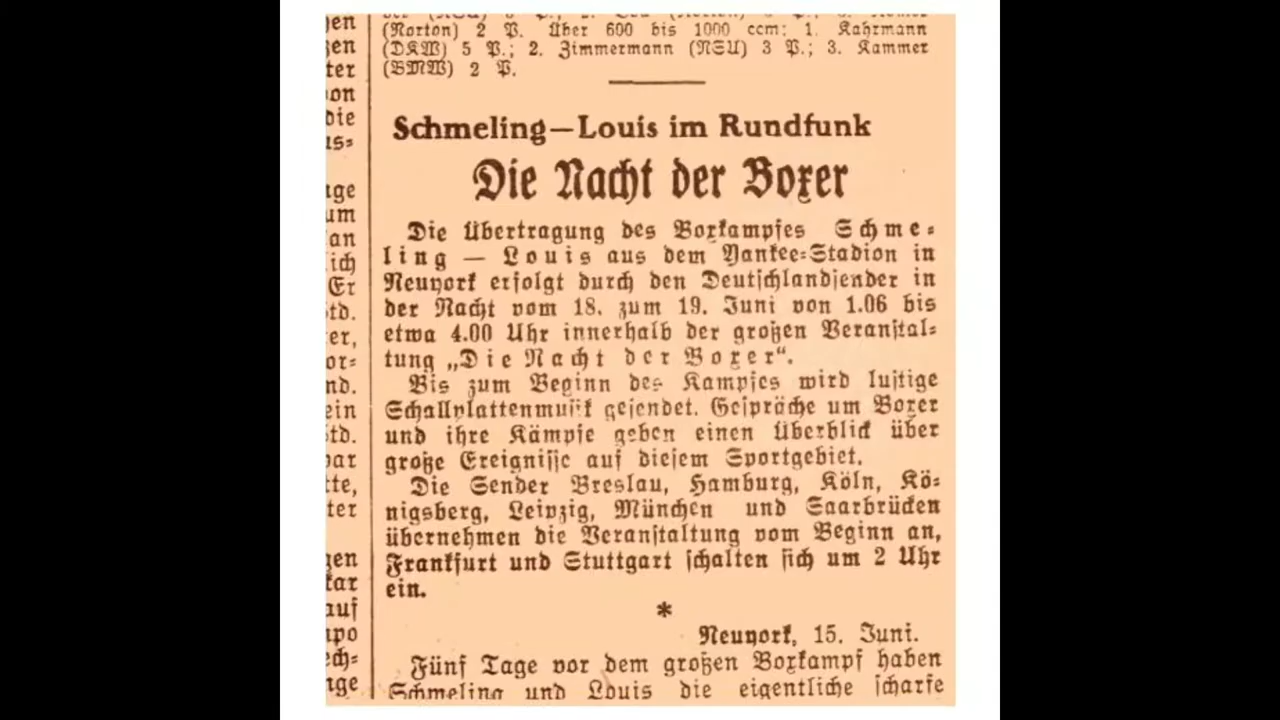 (Norton) 2 P. Über 600 bis 1000 ccm: 1. Kahrmann
(DKW) 5 P.; 2. Zimmermann (NSU) 3 P.; 3. Kammer
(BMW) 2 P.
Schmeling—Louis im Rundfunk
Die Nacht der Boxer
Die Übertragung des Boxkampfes Schme-
ling — Louis aus dem Yankee-Stadion in
Neuyork erfolgt durch den Deutschlandsender in
der Nacht vom 18. zum 19. Juni von 1.06 bis
etwa 4.00 Uhr innerhalb der großen Veranstal-
tung „Die Nacht der Boxer“.
Bis zum Beginn des Kampfes wird lustige
Schallplattenmusik gesendet. Gespräche um Boxer
und ihre Kämpfe geben einen Überblick über
große Ereignisse auf diesem Sportgebiet.
Die Sender Breslau, Hamburg, Köln, Kö-
nigsberg, Leipzig, München und Saarbrücken
übernehmen die Veranstaltung vom Beginn an,
Frankfurt und Stuttgart schalten sich um 2 Uhr
ein.
*
Neuyork, 15. Juni.
Fünf Tage vor dem großen Boxkampf haben
Schmeling und Louis die eigentliche scharfe